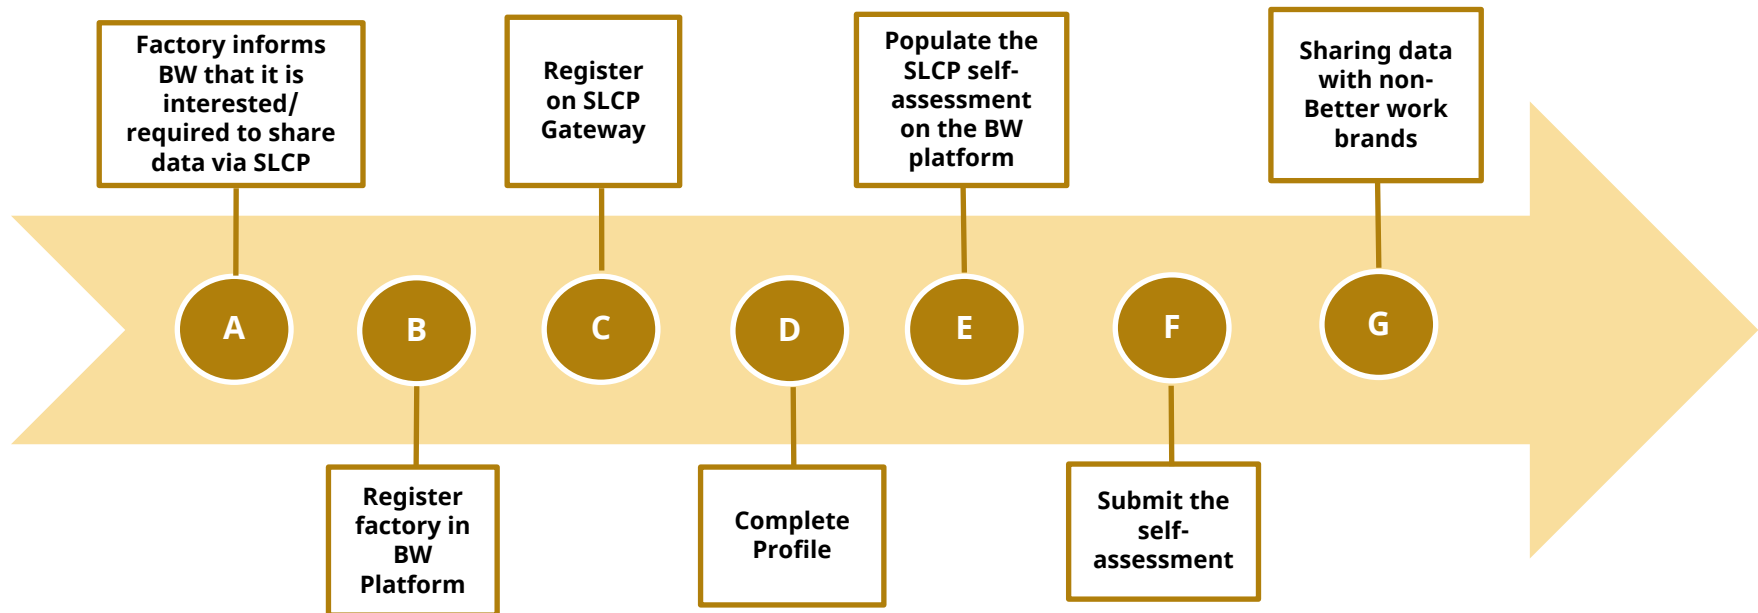 Factory informs
BW that it is
interested/
required to share
data via SLCP
Register
on SLCP
Gateway
Populate the
SLCP self-
assessment
on the BW
platform
Sharing data
with non-
Better work
brands
A
B
C
D
E
F
G
Register
factory in
BW
Platform
Complete
Profile
Submit the
self-
assessment